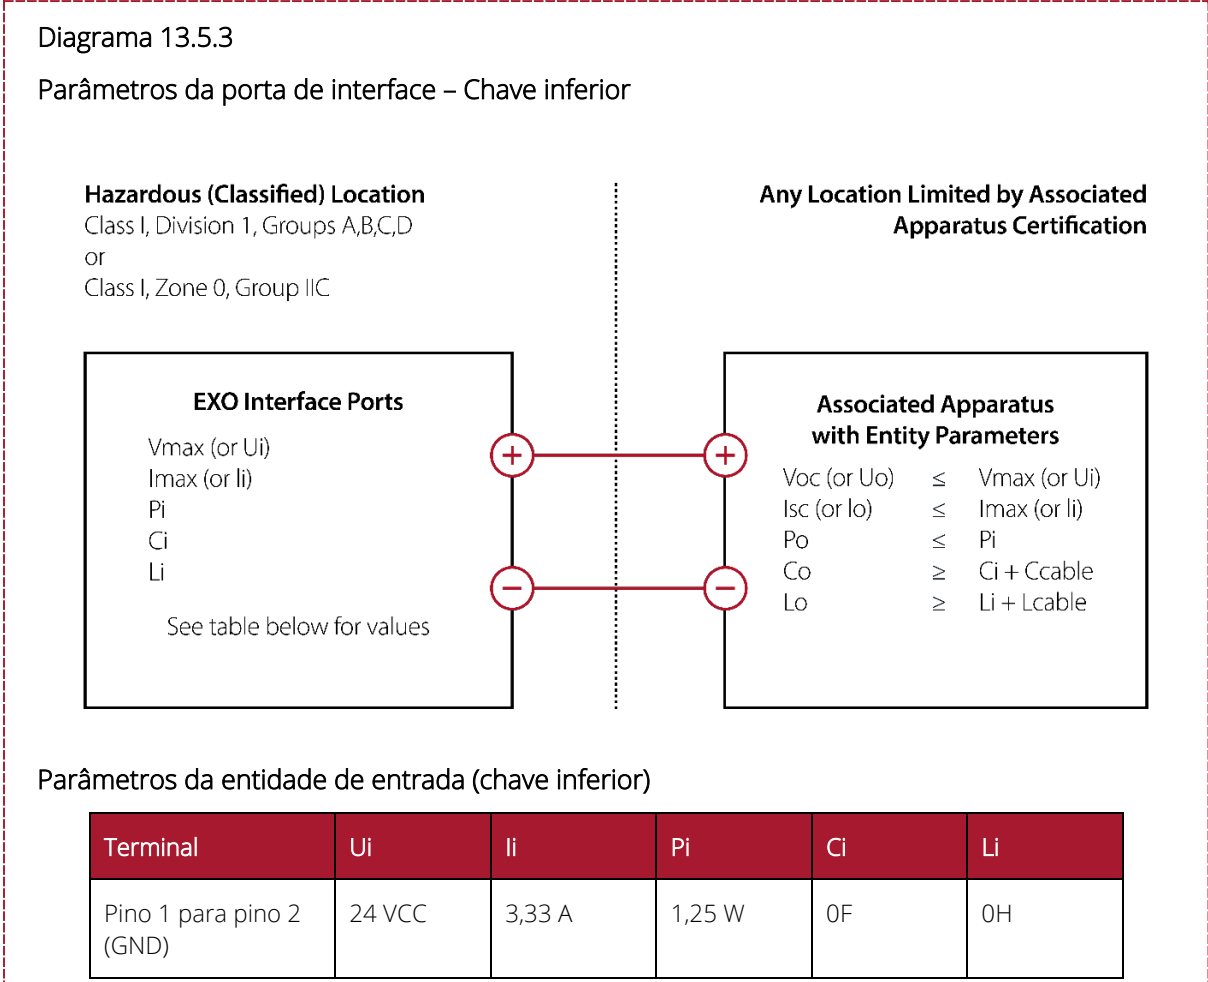 Diagrama 13.5.3
Parâmetros da porta de interface – Chave inferior
Hazardous (Classified) Location
Class I, Division 1, Groups A,B,C,D
or
Class I, Zone 0, Group IIC
Any Location Limited by Associated
Apparatus Certification
EXO Interface Ports
Vmax (or Ui)
Imax (or li)
Pi
Ci
Li
See table below for values
+
−
+
−
Associated Apparatus
with Entity Parameters
Voc (or Uo) ≤ Vmax (or Ui)
Isc (or lo) ≤ Imax (or li)
Po ≤ Pi
Co ≥ Ci + Ccable
Lo ≥ Li + Lcable
Parâmetros da entidade de entrada (chave inferior)
Terminal Ui Ii Pi Ci Li
Pino 1 para pino 2 24 VCC 3,33 A 1,25 W 0F 0H
(GND)